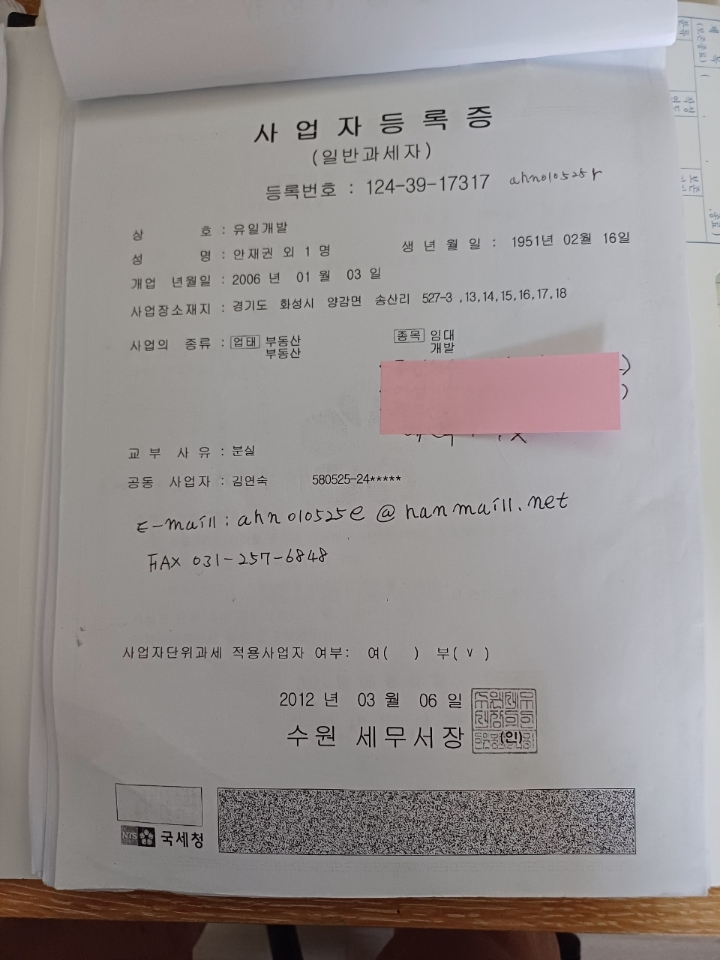 사 업 자 등 록 증
(일반과세자)
등록번호 : 124-39-17317 ahn010525r
상 호 : 유일개발
성 명 : 안재권 외 1 명 생 년 월 일 : 1951년 02월 16일
개업 년월일 : 2006 년 01 월 03 일
사업장소재지 : 경기도 화성시 양감면 송산리 527-3 ,13,14,15,16,17,18
사업의 종류 : 업태 부동산 종목 임대
부동산 개발
교 부 사 유 : 분실
공동 사업자 : 김연숙 580525-24*****
E-maill : ahn010525e @ hanmaill.net
FAX 031-257-6848
사업자단위과세 적용사업자 여부: 여( ) 부( v )
2012 년 03 월 06 일
수원 세무서장 (인)
NTS 국세청